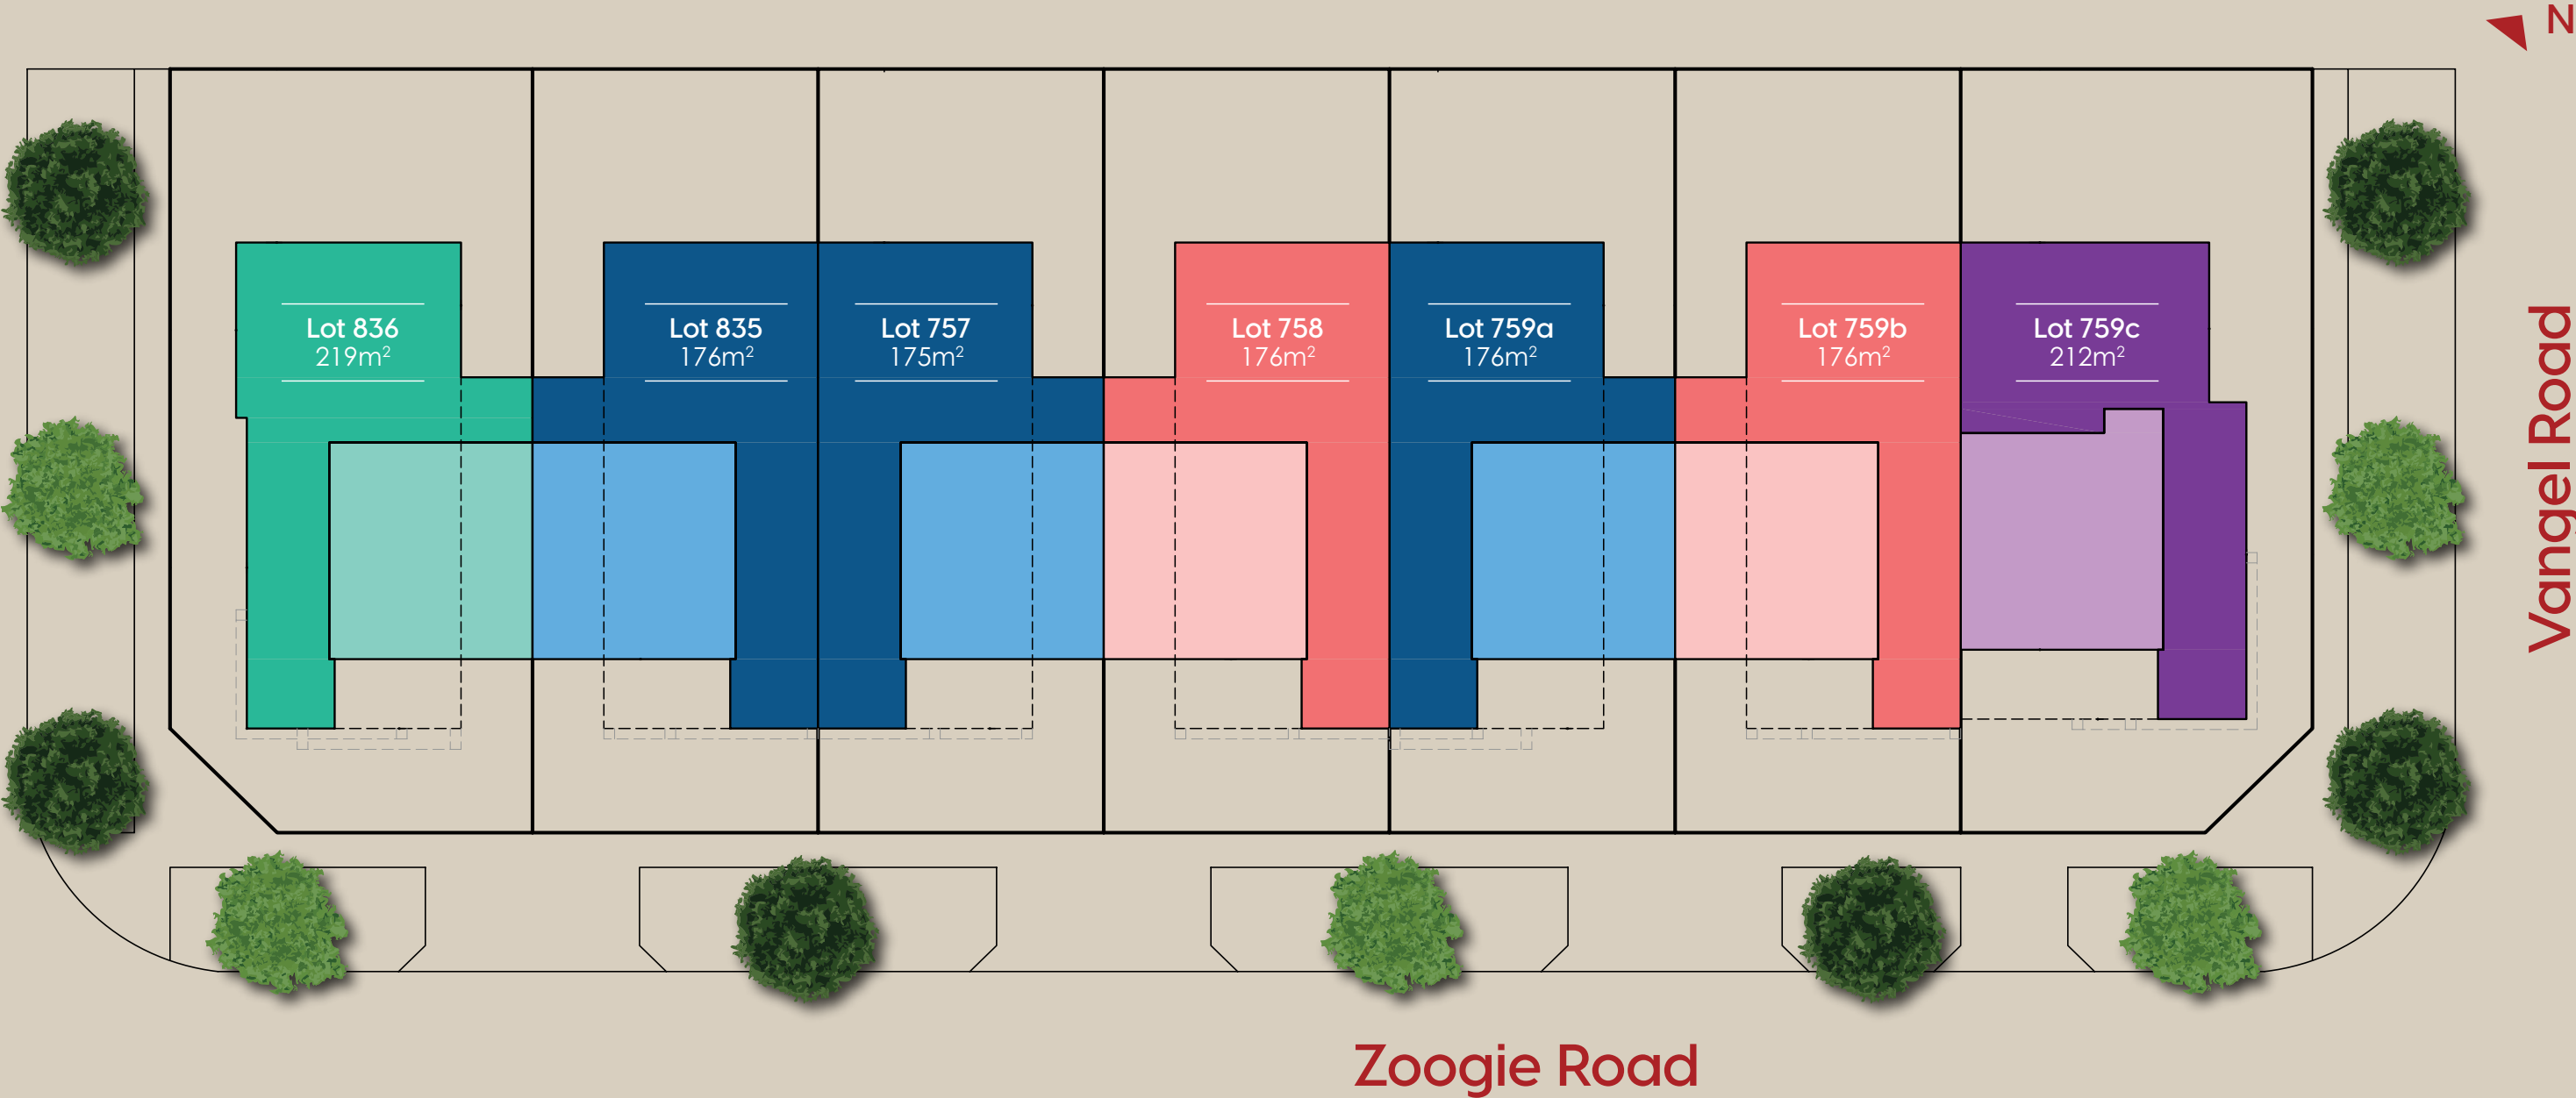 N
Lot 836
219m²
Lot 835
176m²
Lot 757
175m²
Lot 758
176m²
Lot 759a
176m²
Lot 759b
176m²
Lot 759c
212m²
Vangel Road
Zoogie Road